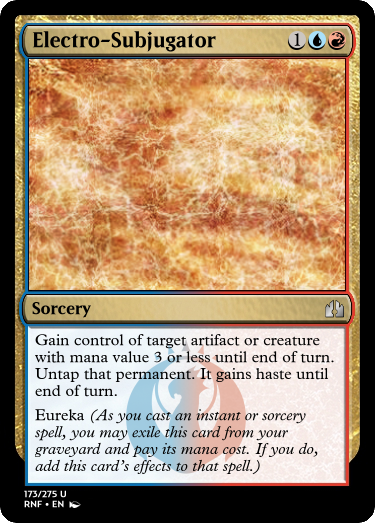 Electro-Subjugator 1
Sorcery
Gain control of target artifact or creature
with mana value 3 or less until end of turn.
Untap that permanent. It gains haste until
end of turn.
Eureka (As you cast an instant or sorcery
spell, you may exile this card from your
graveyard and pay its mana cost. If you do,
add this card's effects to that spell.)
173/275 U
RNF • EN